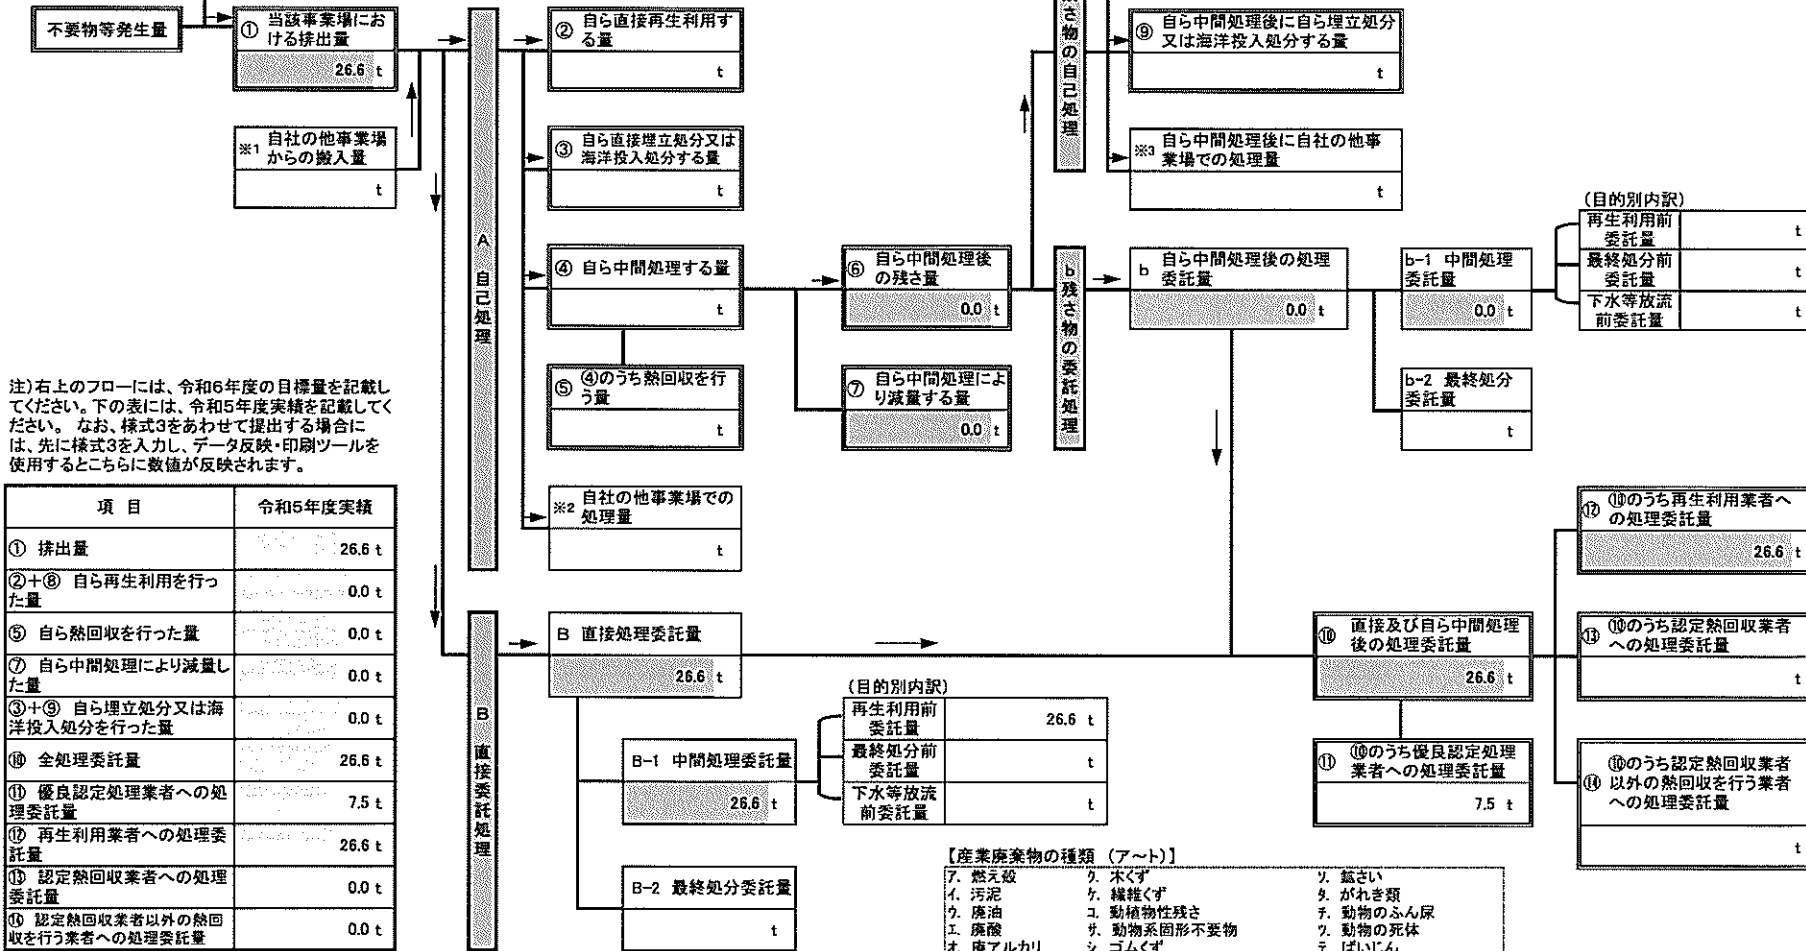 不要物等発生量
① 当該事業場にお
ける排出量
26.6 t
※1 自社の他事業場
からの搬入量
t
A 自己処理
② 自ら直接再生利用す
る量
t
③ 自ら直接埋立処分又は
海洋投入処分する量
t
④ 自ら中間処理する量
t
⑤ ④のうち熱回収を行
う量
t
※2 自社の他事業場での
処理量
t
⑥ 自ら中間処理後
の残さ量
0.0 t
⑦ 自ら中間処理によ
り減量する量
0.0 t
さ物の自己処理
⑨ 自ら中間処理後に自ら埋立処分
又は海洋投入処分する量
t
※3 自ら中間処理後に自社の他事
業場での処理量
t
b 残さ物の委託処理
b 自ら中間処理後の処理
委託量
0.0 t
b-1 中間処理
委託量
0.0 t
b-2 最終処分
委託量
t
(目的別内訳)
再生利用前
委託量
t
最終処分前
委託量
t
下水等放流
前委託量
t
注)右上のフローには、令和6年度の目標量を記載し
てください。下の表には、令和5年度実績を記載してく
ださい。 なお、様式3をあわせて提出する場合に
は、先に様式3を入力し、データ反映・印刷ツールを
使用するとこちらに数値が反映されます。
項 目 令和5年度実績
① 排出量 26.6 t
②+⑧ 自ら再生利用を行っ
た量 0.0 t
⑤ 自ら熱回収を行った量 0.0 t
⑦ 自ら中間処理により減量し
た量 0.0 t
③+⑨ 自ら埋立処分又は海
洋投入処分を行った量 0.0 t
⑩ 全処理委託量 26.6 t
⑪ 優良認定処理業者への処
理委託量 7.5 t
⑫ 再生利用業者への処理委
託量 26.6 t
⑬ 認定熱回収業者への処理
委託量 0.0 t
⑭ 認定熱回収業者以外の熱回
収を行う業者への処理委託量 0.0 t
B 直接委託処理
B 直接処理委託量
26.6 t
B-1 中間処理委託量
26.6 t
B-2 最終処分委託量
t
(目的別内訳)
再生利用前
委託量
26.6 t
最終処分前
委託量
t
下水等放流
前委託量
t
⑩ 直接及び自ら中間処理
後の処理委託量
26.6 t
⑪ ⑩のうち優良認定処理
業者への処理委託量
7.5 t
⑫ ⑩のうち再生利用業者へ
の処理委託量
26.6 t
⑬ ⑩のうち認定熱回収業者
への処理委託量
t
⑭ ⑩のうち認定熱回収業者
以外の熱回収を行う業者
への処理委託量
t
【産業廃棄物の種類 (ア~ト)】
ア. 燃え殻 ク. 木くず ソ. 鉱さい
イ. 汚泥 ケ. 繊維くず タ. がれき類
ウ. 廃油 コ. 動植物性残さ チ. 動物のふん尿
エ. 廃酸 サ. 動物系固形不要物 ツ. 動物の死体
オ. 廃アルカリ シ. ゴムくず テ. ばいじん